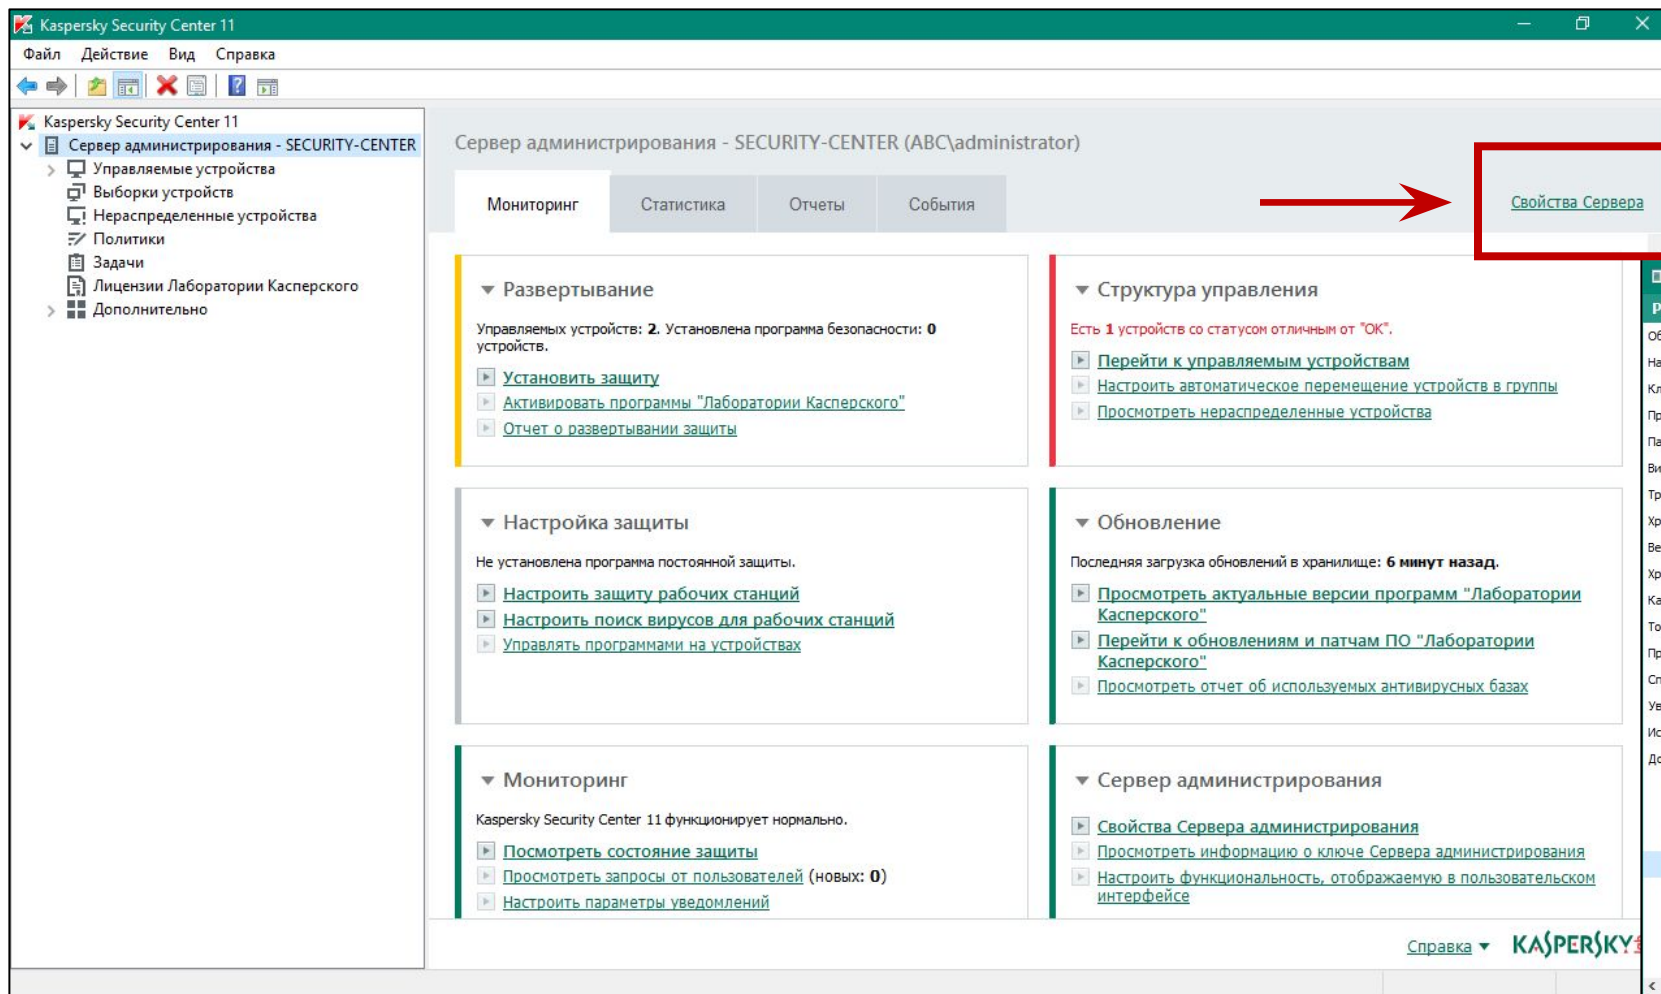 Kaspersky Security Center 11
Файл Действие Вид Справка
Kaspersky Security Center 11
Сервер администрирования - SECURITY-CENTER
Управляемые устройства
Выборки устройств
Нераспределенные устройства
Политики
Задачи
Лицензии Лаборатории Касперского
Дополнительно
Сервер администрирования - SECURITY-CENTER (ABC\administrator)
Мониторинг Статистика Отчеты События
Свойства Сервера
Развертывание
Управляемых устройств: 2. Установлена программа безопасности: 0
устройств.
Установить защиту
Активировать программы "Лаборатории Касперского"
Отчет о развертывании защиты
Структура управления
Есть 1 устройств со статусом отличным от "ОК".
Перейти к управляемым устройствам
Настроить автоматическое перемещение устройств в группы
Просмотреть нераспределенные устройства
Настройка защиты
Не установлена программа постоянной защиты.
Настроить защиту рабочих станций
Настроить поиск вирусов для рабочих станций
Управлять программами на устройствах
Обновление
Последняя загрузка обновлений в хранилище: 6 минут назад.
Просмотреть актуальные версии программ "Лаборатории
Касперского"
Перейти к обновлениям и патчам ПО "Лаборатории
Касперского"
Просмотреть отчет об используемых антивирусных базах
Мониторинг
Kaspersky Security Center 11 функционирует нормально.
Посмотреть состояние защиты
Просмотреть запросы от пользователей (новых: 0)
Настроить параметры уведомлений
Сервер администрирования
Свойства Сервера администрирования
Просмотреть информацию о ключе Сервера администрирования
Настроить функциональность, отображаемую в пользовательском
интерфейсе
Справка
KASPERSKY